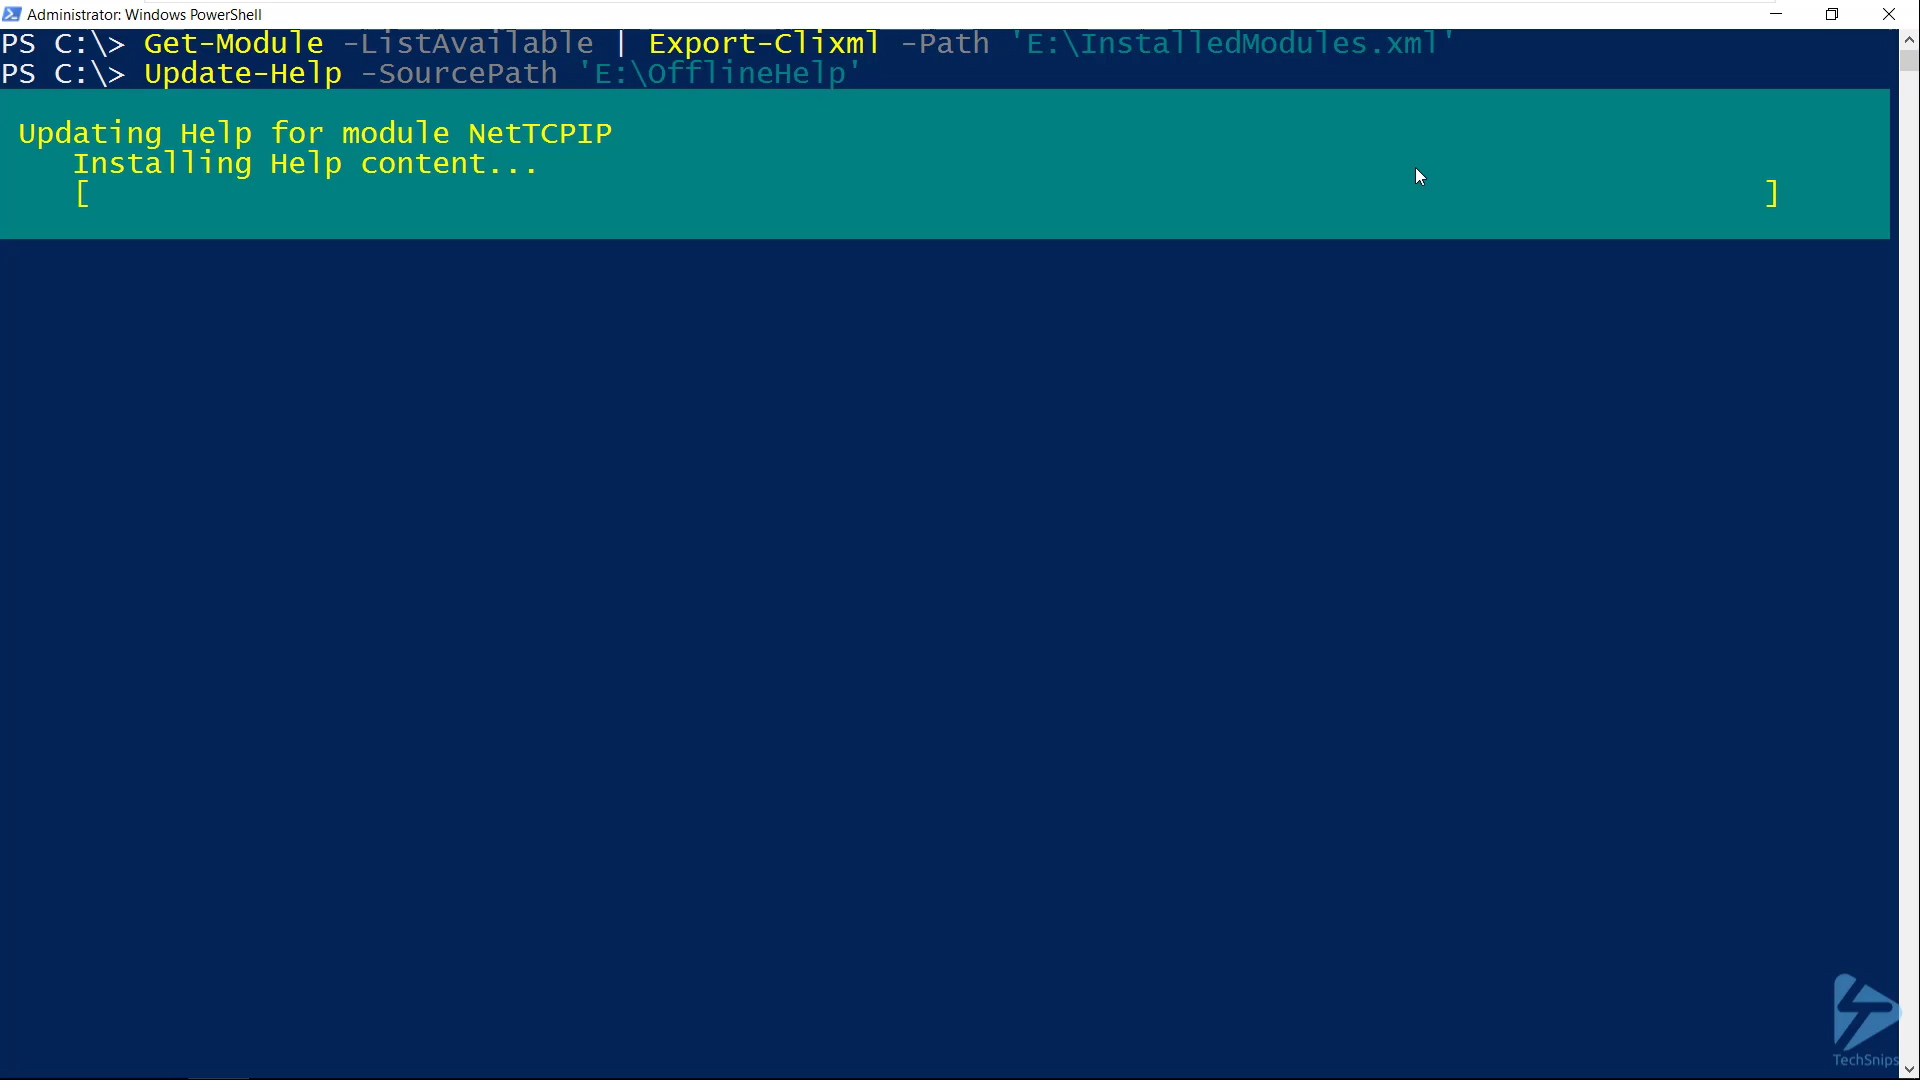 Administrator: Windows PowerShell
PS C:\> Get-Module -ListAvailable | Export-Clixml -Path 'E:\InstalledModules.xml'
PS C:\> Update-Help -SourcePath 'E:\OfflineHelp'
Updating Help for module NetTCPIP
Installing Help content...
[ ]
TechSnips